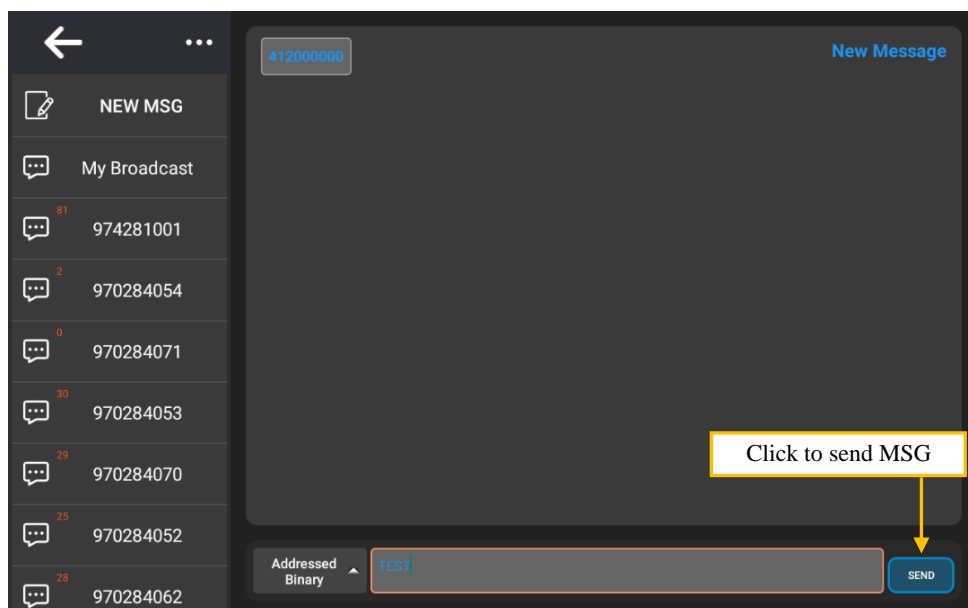 ...
NEW MSG
My Broadcast
81
974281001
2
970284054
0
970284071
30
970284053
29
970284070
25
970284052
28
970284062
412000000
New Message
Click to send MSG
Addressed
Binary
TEST
SEND